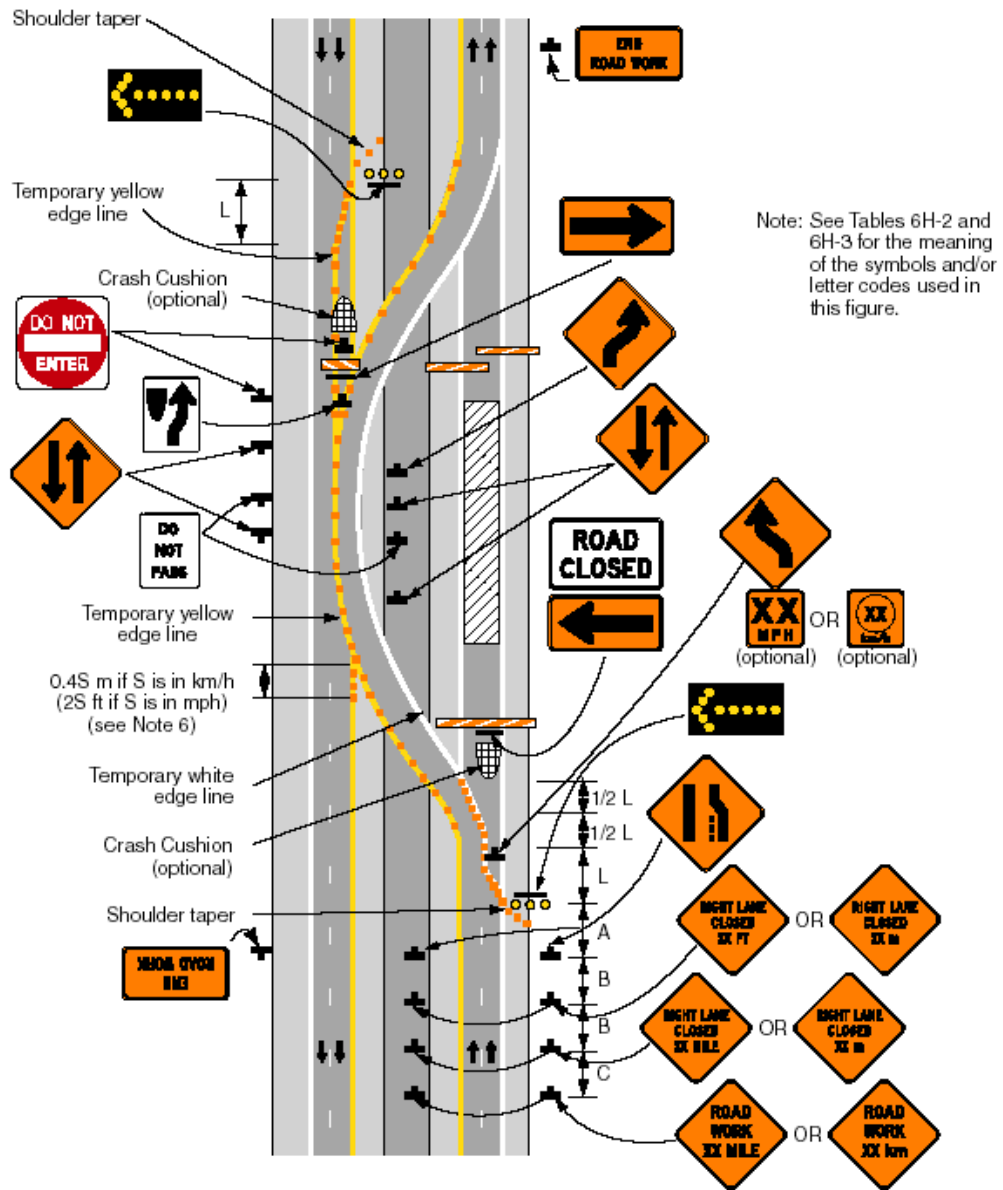 Shoulder taper
END
ROAD WORK
Temporary yellow
edge line
L
Crash Cushion
(optional)
Note: See Tables 6H-2 and
6H-3 for the meaning
of the symbols and/or
letter codes used in
this figure.
DO NOT
ENTER
DO
NOT
PASS
ROAD
CLOSED
Temporary yellow
edge line
XX
MPH
OR
XX
km/h
(optional)
(optional)
0.4S m if S is in km/h
(2S ft if S is in mph)
(see Note 6)
Temporary white
edge line
1/2 L
1/2 L
Crash Cushion
(optional)
L
Shoulder taper
A
RIGHT LANE
CLOSED
XX FT
OR
RIGHT LANE
CLOSED
XX m
END
ROAD WORK
B
B
RIGHT LANE
CLOSED
XX MILE
OR
RIGHT LANE
CLOSED
XX m
C
ROAD
WORK
XX MILE
OR
ROAD
WORK
XX km